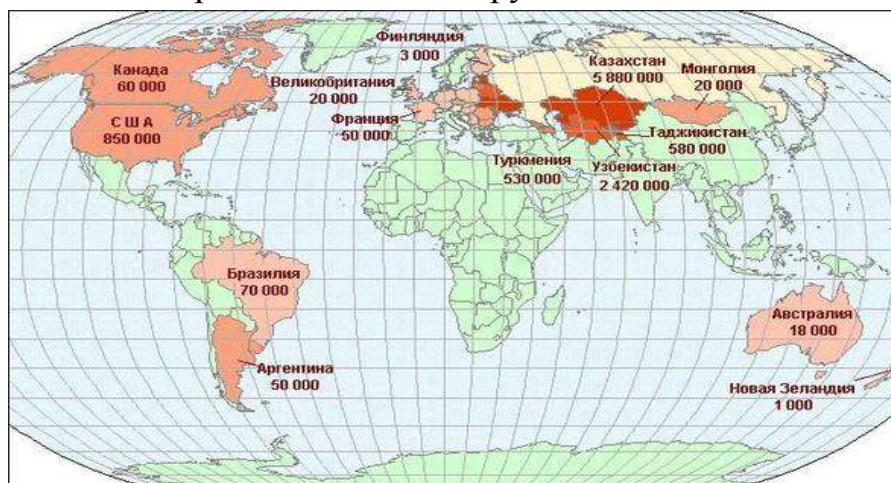 Финляндия
3 000
Казахстан
5 880 000
Канада
60 000
Великобритания
20 000
Монголия
20 000
США
850 000
Франция
50 000
Таджикистан
580 000
Туркмения
530 000
Узбекистан
2 420 000
Бразилия
70 000
Австралия
18 000
Аргентина
50 000
Новая Зеландия
1 000